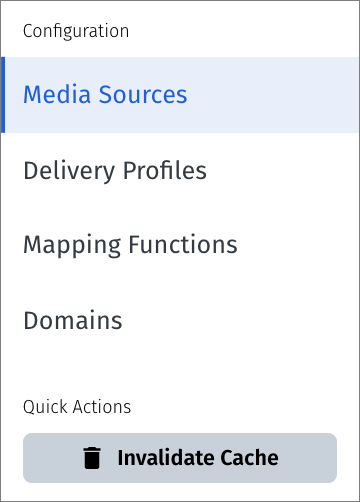 Configuration
Media Sources
Delivery Profiles
Mapping Functions
Domains
Quick Actions
Invalidate Cache